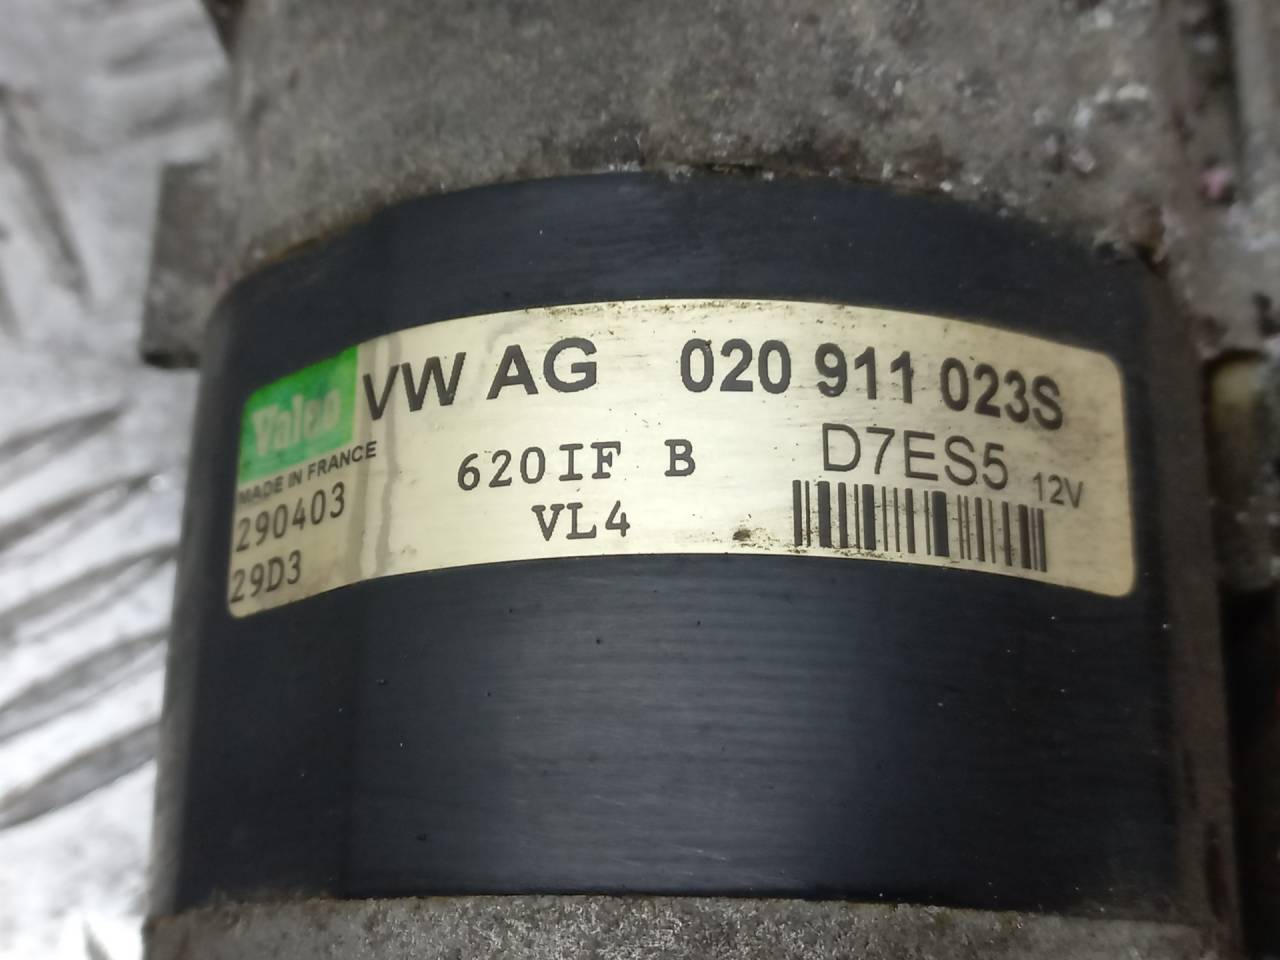 Valeo VW AG 020 911 023S
MADE IN FRANCE 620IF B D7ES5 12V
290403 VL4
29D3